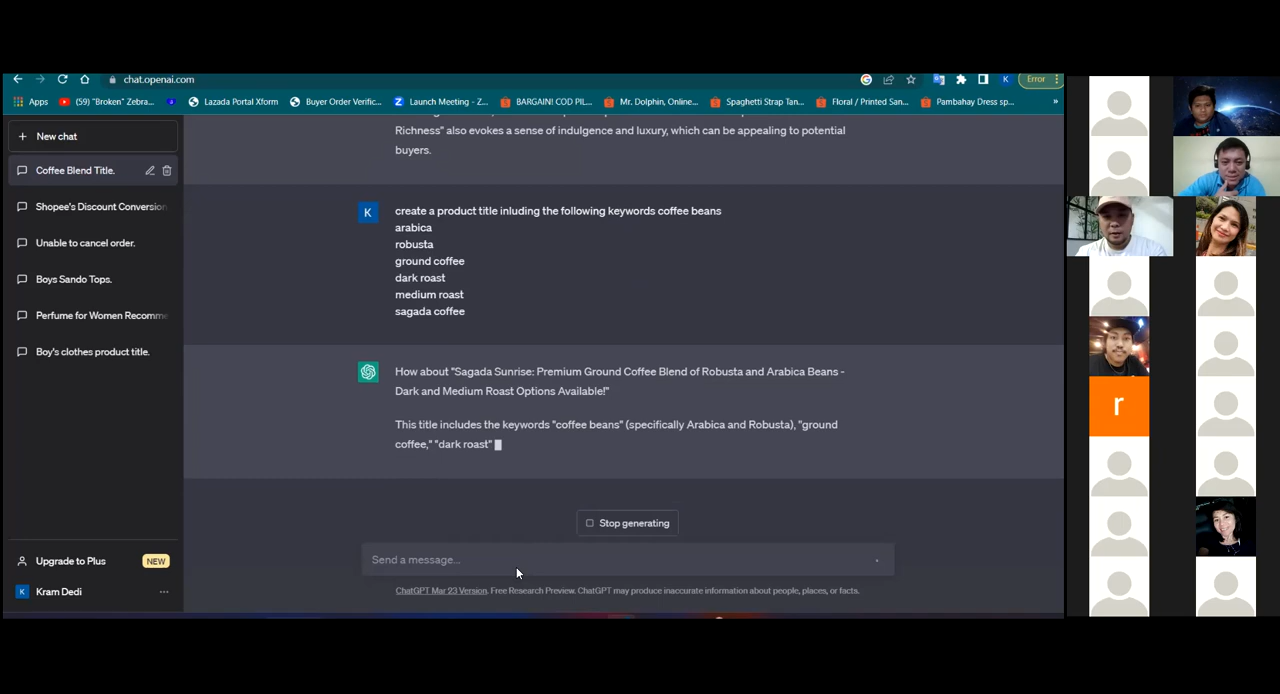 chat.openai.com
K
Error
Apps
(59) "Broken" Zebra...
Lazada Portal Xform
Buyer Order Verific...
Launch Meeting - Z...
BARGAIN! COD PIL...
Mr. Dolphin, Online...
Spaghetti Strap Tan...
Floral / Printed San...
Pambahay Dress sp...
»
+ New chat
Coffee Blend Title.
Shopee's Discount Conversion
Unable to cancel order.
Boys Sando Tops.
Perfume for Women Recomme
Boy's clothes product title.
Upgrade to Plus
NEW
K
Kram Dedi
...
Richness" also evokes a sense of indulgence and luxury, which can be appealing to potential
buyers.
K
create a product title inluding the following keywords coffee beans
arabica
robusta
ground coffee
dark roast
medium roast
sagada coffee
How about "Sagada Sunrise: Premium Ground Coffee Blend of Robusta and Arabica Beans -
Dark and Medium Roast Options Available!"
This title includes the keywords "coffee beans" (specifically Arabica and Robusta), "ground
coffee," "dark roast"
Stop generating
Send a message...
ChatGPT Mar 23 Version. Free Research Preview. ChatGPT may produce inaccurate information about people, places, or facts.
r